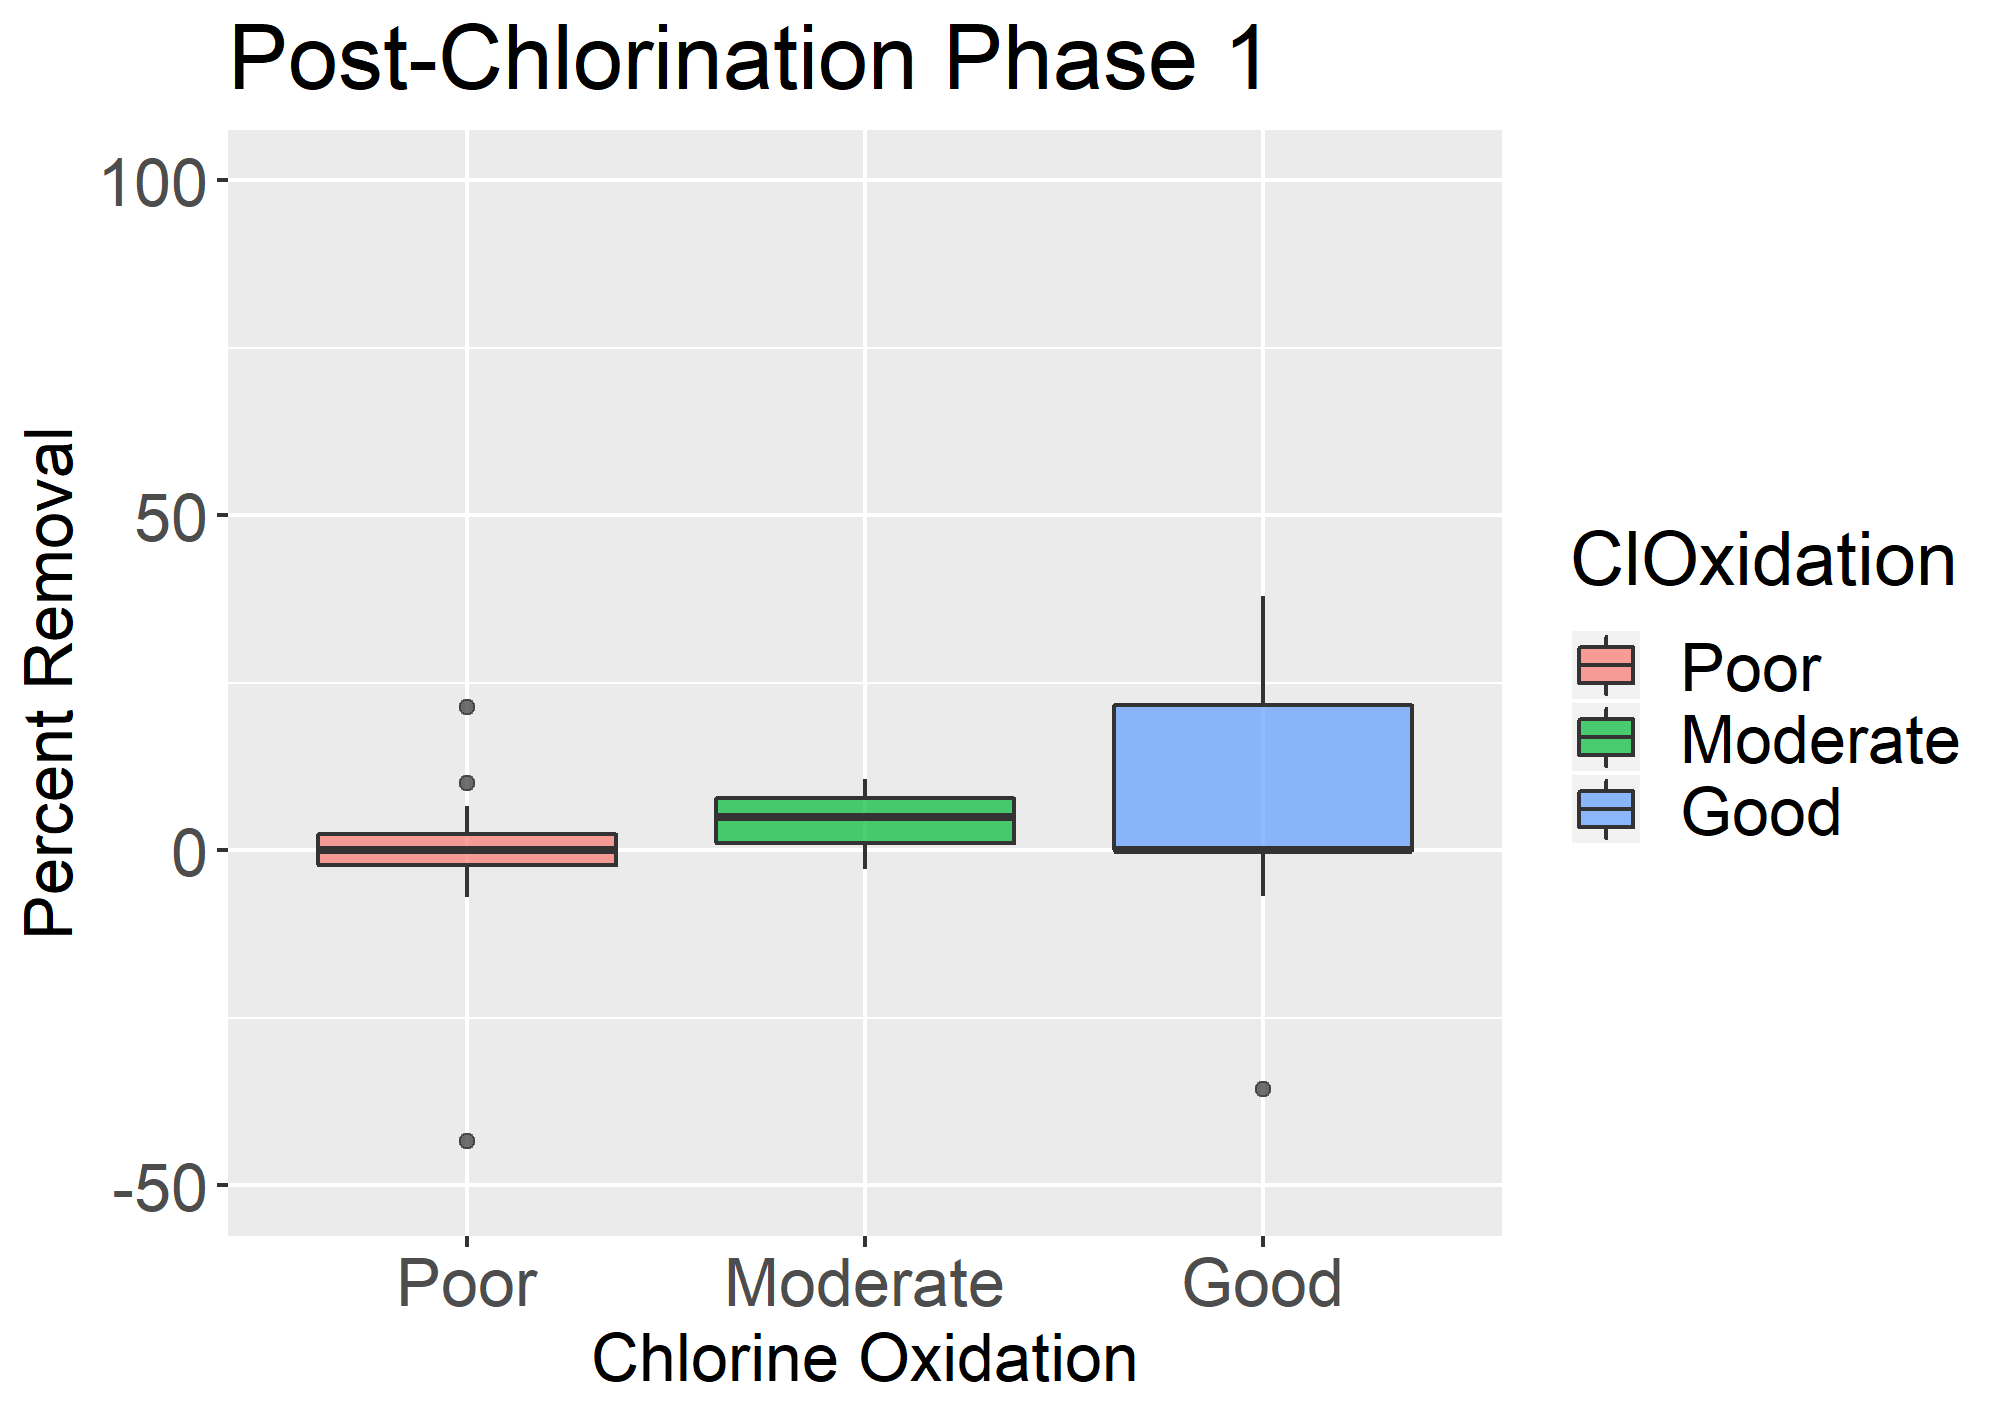 Post-Chlorination Phase 1
Percent Removal
100
50
0
-50
Poor Moderate Good
Chlorine Oxidation
ClOxidation
Poor
Moderate
Good